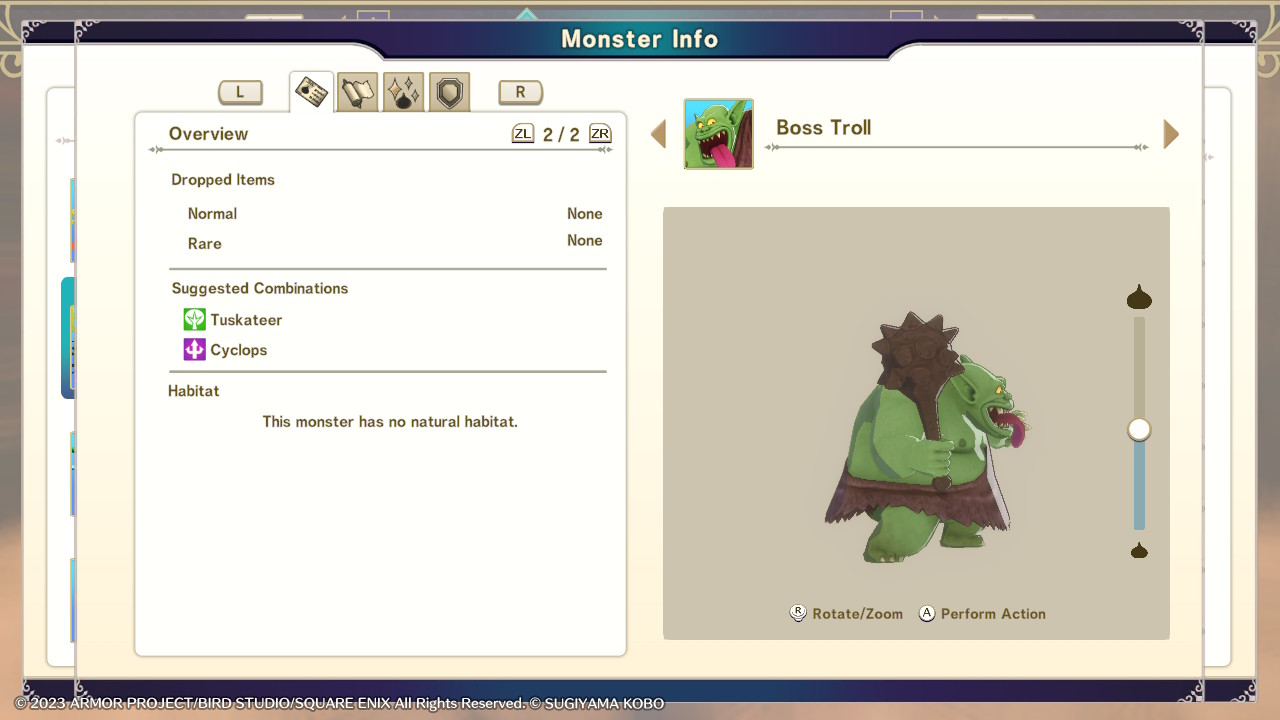 Monster Info
L
R
Overview
ZL 2 / 2 ZR
Dropped Items
Normal None
Rare None
Suggested Combinations
Tuskateer
Cyclops
Habitat
This monster has no natural habitat.
Boss Troll
R Rotate/Zoom A Perform Action
© 2023 ARMOR PROJECT/BIRD STUDIO/SQUARE ENIX All Rights Reserved. © SUGIYAMA KOBO